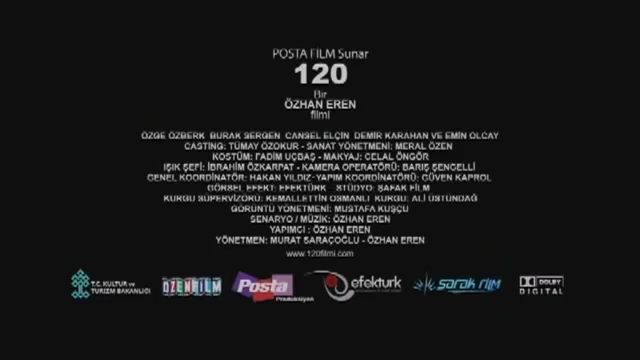 POSTA FILM Sunar
120
Bir
ÖZHAN EREN
filmi
ÖZGE ÖZBERK BURAK SERGEN CANSEL ELÇİN DEMİR KARAHAN VE EMİN OLCAY
CASTING: TÜMAY ÖZOKUR - SANAT YÖNETMENİ: MERAL ÖZEN
KOSTÜM: FADİM UÇBAŞ - MAKYAJ: CELAL ÖNGÖR
IŞIK ŞEFİ: İBRAHİM ÖZKARPAT - KAMERA OPERATÖRÜ: BARIŞ ŞENGELLİ
GENEL KOORDİNATÖR: HAKAN YILDIZ-YAPIM KOORDİNATÖRÜ: GÜVEN KAPROL
GÖRSEL EFEKT: EFEKTÜRK - STÜDYO: ŞAFAK FİLM
KURGU SÜPERVİZÖRÜ: KEMALETTİN OSMANLI KURGU: ALİ ÜSTÜNDAĞ
GÖRÜNTÜ YÖNETMENİ: MUSTAFA KUŞÇU
SENARYO / MÜZİK: ÖZHAN EREN
YAPIMCI : ÖZHAN EREN
YÖNETMEN: MURAT SARAÇOĞLU - ÖZHAN EREN
www.120filmi.com
T.C. KÜLTÜR VE
TURİZM BAKANLIĞI
ÖZENFİLM
Posta
Prodüksiyon
efekturk
şafak film
DOLBY
DIGITAL